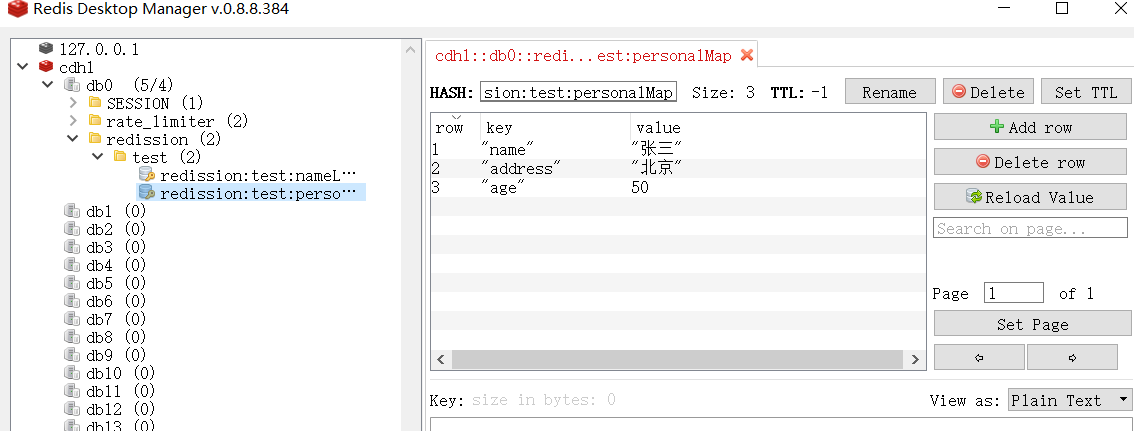 Redis Desktop Manager v.0.8.8.384
127.0.0.1
cdh1
db0 (5/4)
SESSION (1)
rate_limiter (2)
redission (2)
test (2)
redission:test:nameL...
redission:test:perso...
db1 (0)
db2 (0)
db3 (0)
db4 (0)
db5 (0)
db6 (0)
db7 (0)
db8 (0)
db9 (0)
db10 (0)
db11 (0)
db12 (0)
db13 (0)
cdh1::db0::redi...est:personalMap
HASH: sion:test:personalMap Size: 3 TTL: -1 Rename Delete Set TTL
row key value
1 "name" "张三"
2 "address" "北京"
3 "age" 50
Add row
Delete row
Reload Value
Search on page...
Page 1 of 1
Set Page
Key: size in bytes: 0 View as: Plain Text